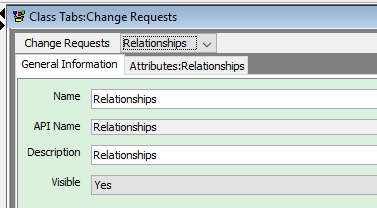 Class Tabs:Change Requests
Change Requests Relationships
General Information Attributes:Relationships
Name Relationships
API Name Relationships
Description Relationships
Visible Yes